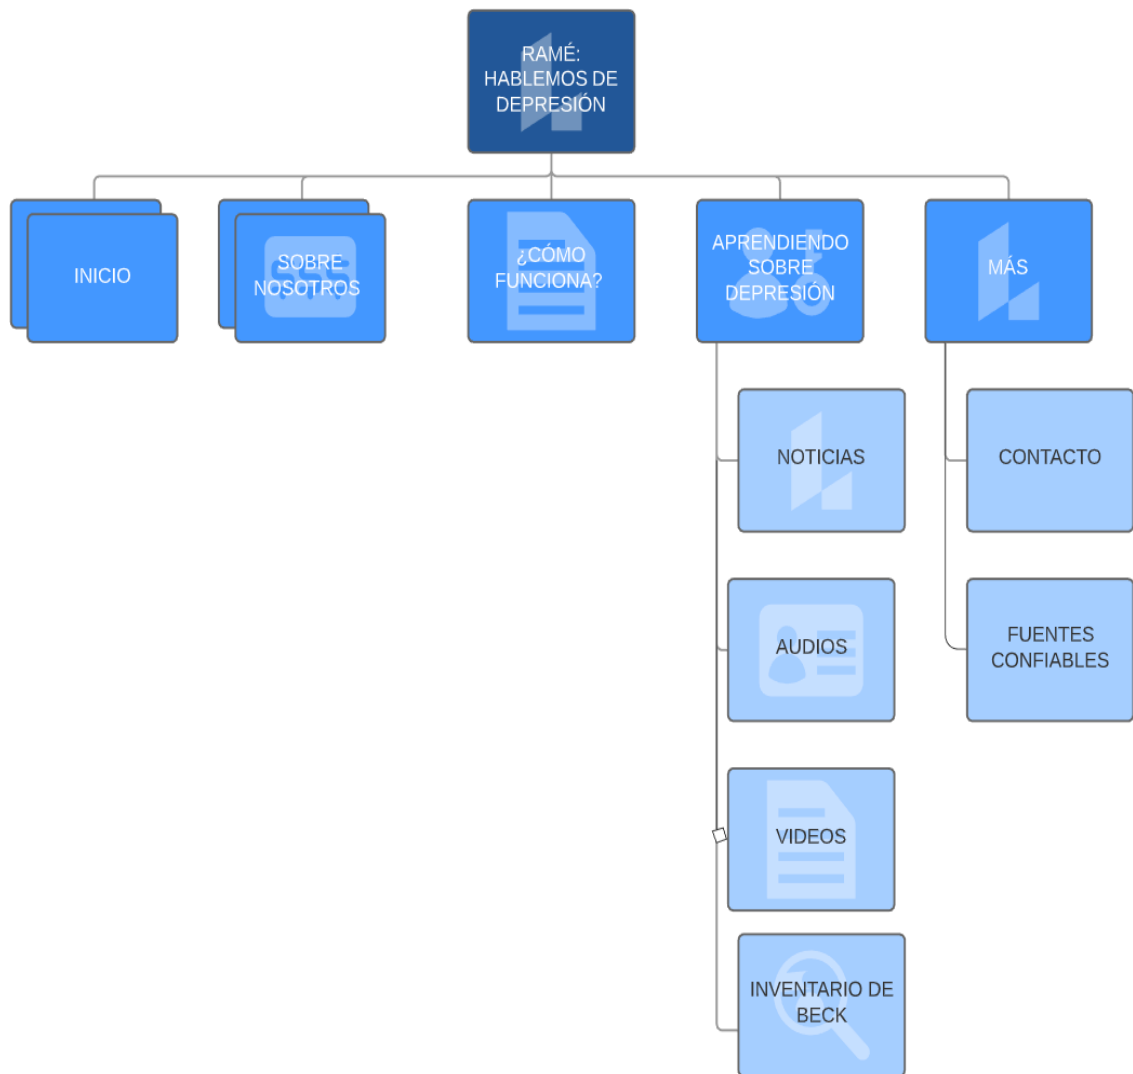 RAMÉ:
HABLEMOS DE
DEPRESIÓN
INICIO
SOBRE
NOSOTROS
¿CÓMO
FUNCIONA?
APRENDIENDO
SOBRE
DEPRESIÓN
MÁS
NOTICIAS
CONTACTO
AUDIOS
FUENTES
CONFIABLES
VIDEOS
INVENTARIO DE
BECK